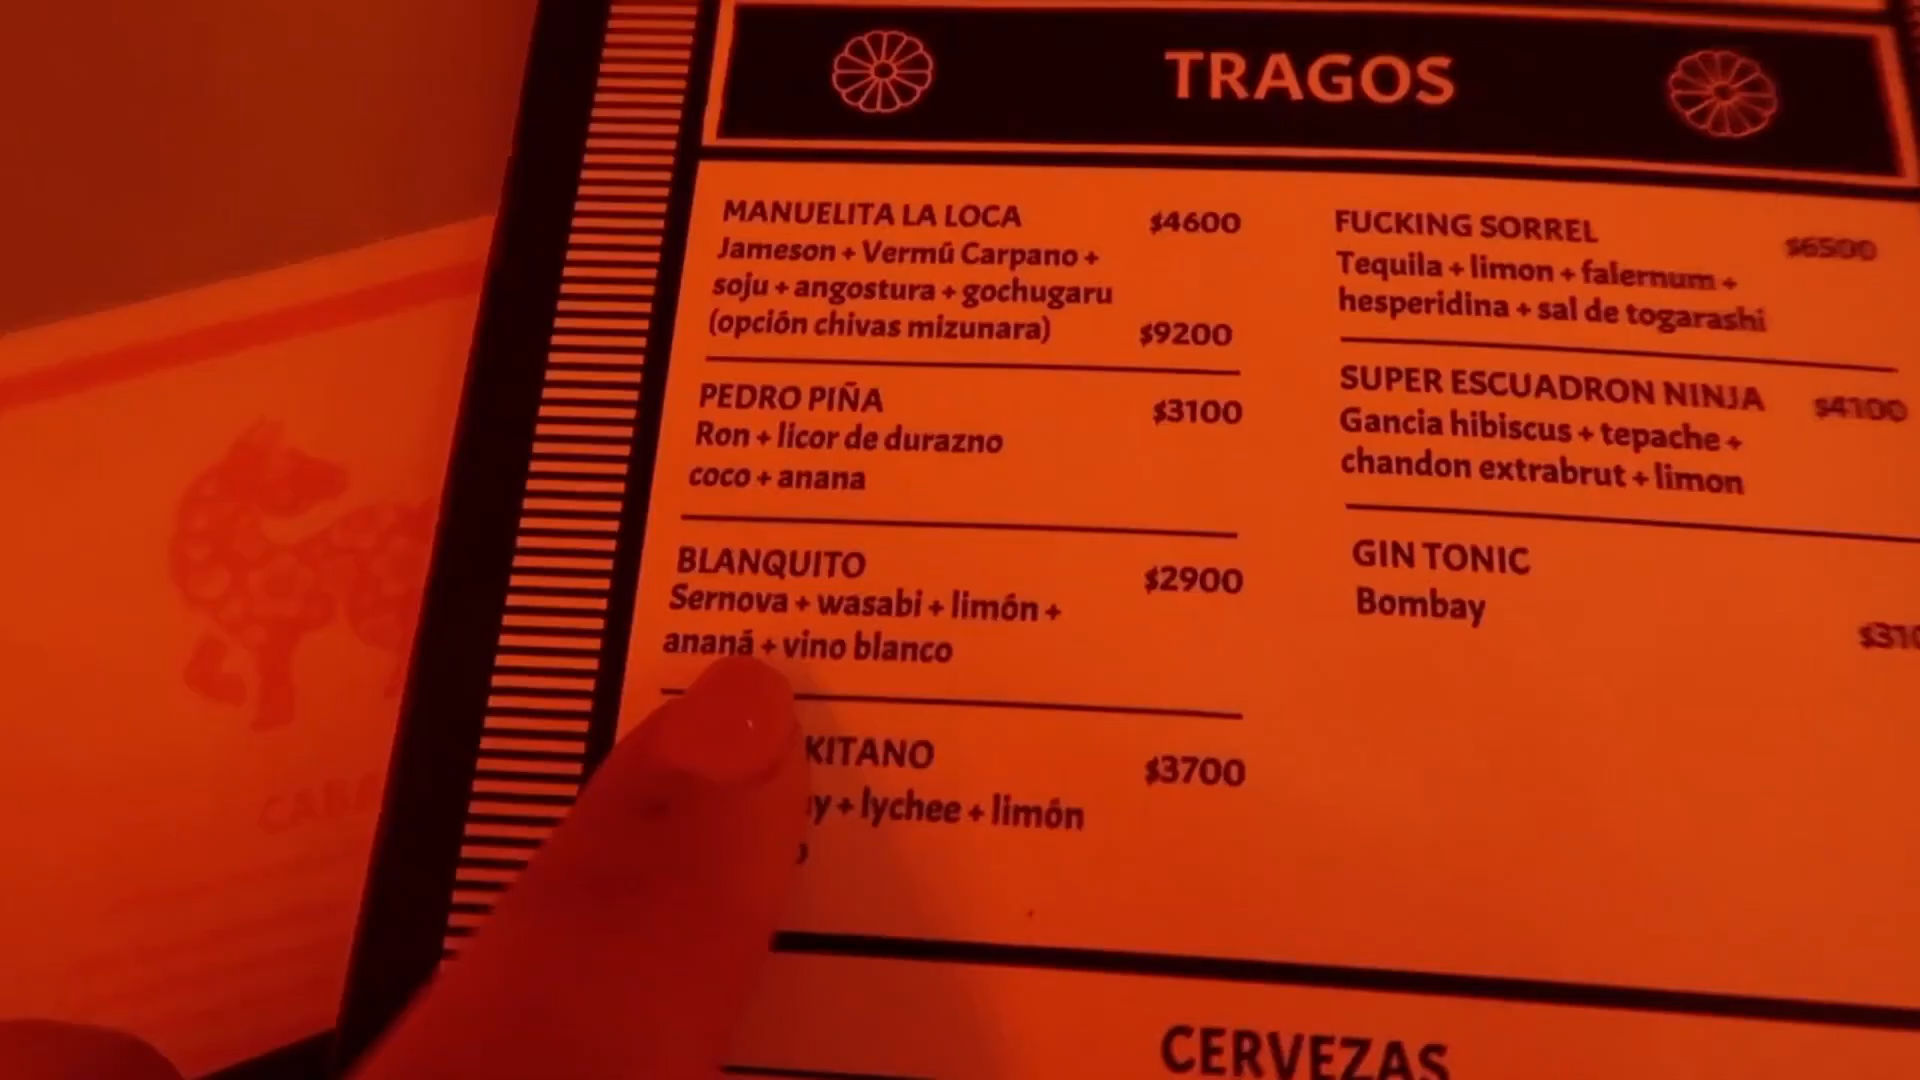 TRAGOS
MANUELITA LA LOCA $4600
Jameson + Vermú Carpano +
soju + angostura + gochugaru
(opción chivas mizunara) $9200
PEDRO PIÑA $3100
Ron + licor de durazno
coco + anana
BLANQUITO $2900
Sernova + wasabi + limón +
ananá + vino blanco
KITANO $3700
+ lychee + limón
FUCKING SORREL $6500
Tequila + limon + falernum +
hesperidina + sal de togarashi
SUPER ESCUADRON NINJA $4100
Gancia hibiscus + tepache +
chandon extrabrut + limon
GIN TONIC
Bombay
CERVEZAS